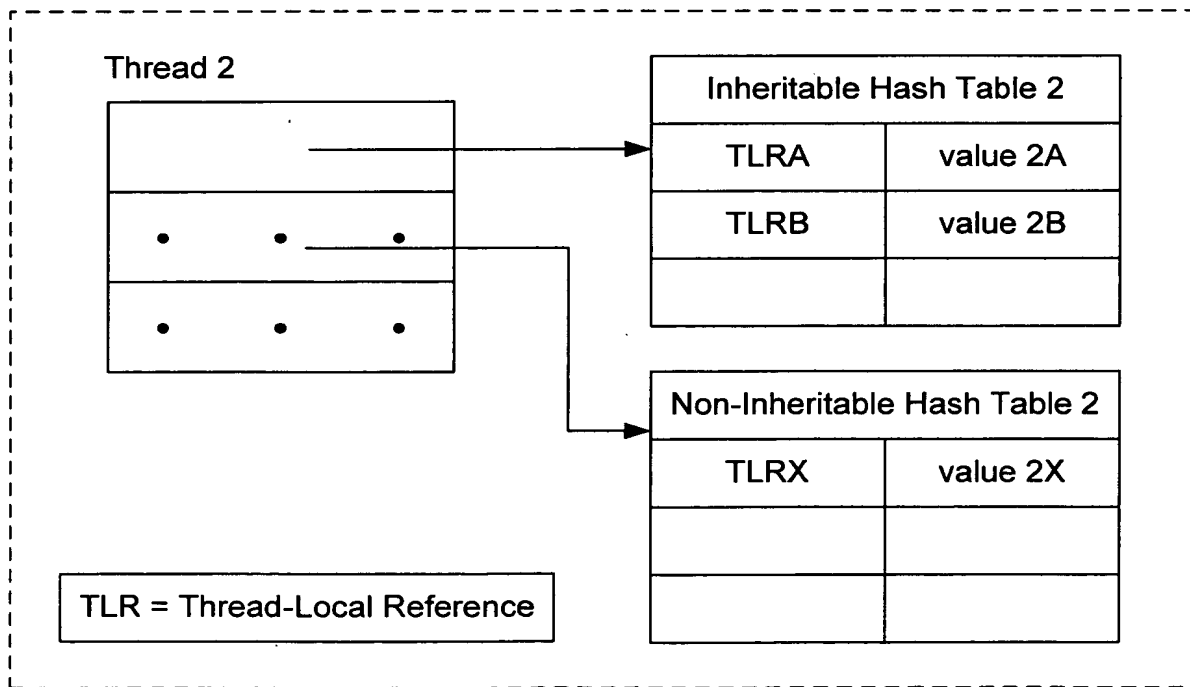 Thread 2
Inheritable Hash Table 2
TLRA value 2A
TLRB value 2B
Non-Inheritable Hash Table 2
TLRX value 2X
TLR = Thread-Local Reference